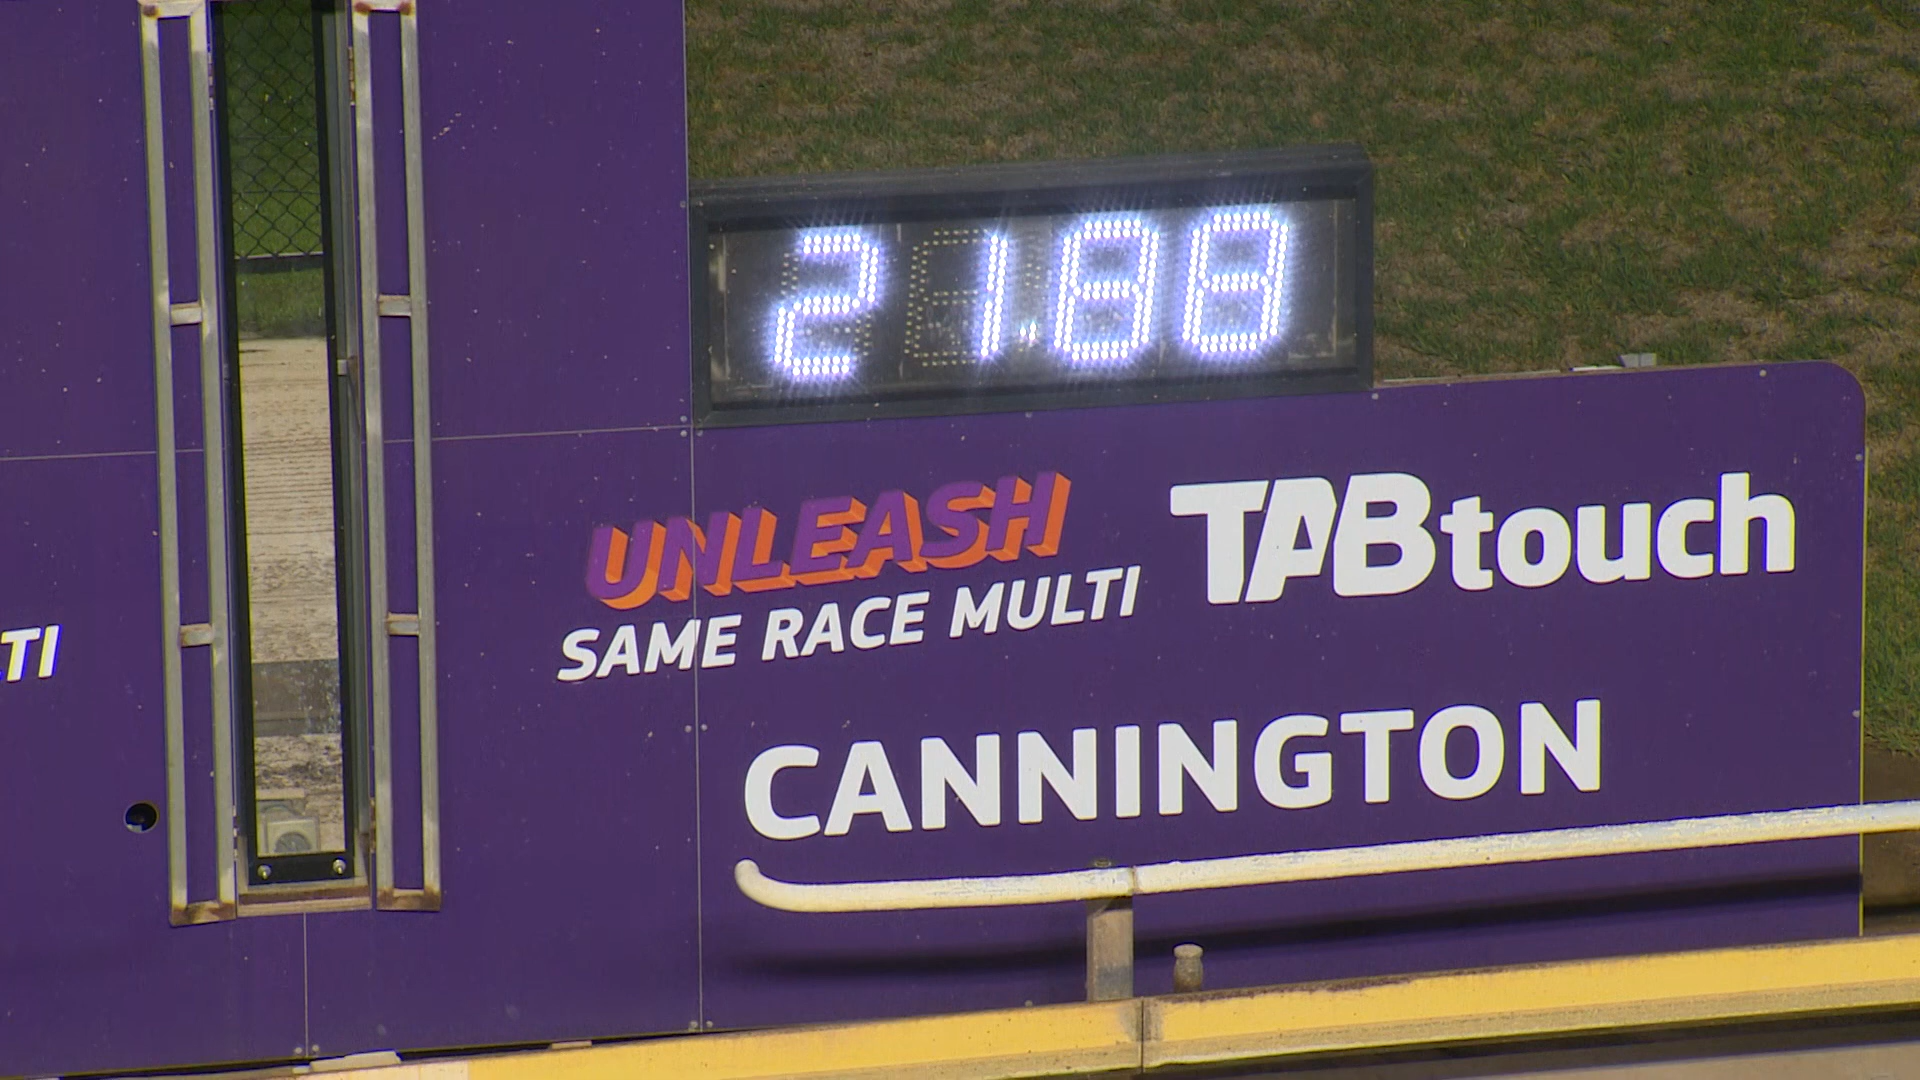 21.88
UNLEASH
SAME RACE MULTI
TABtouch
CANNINGTON
TI